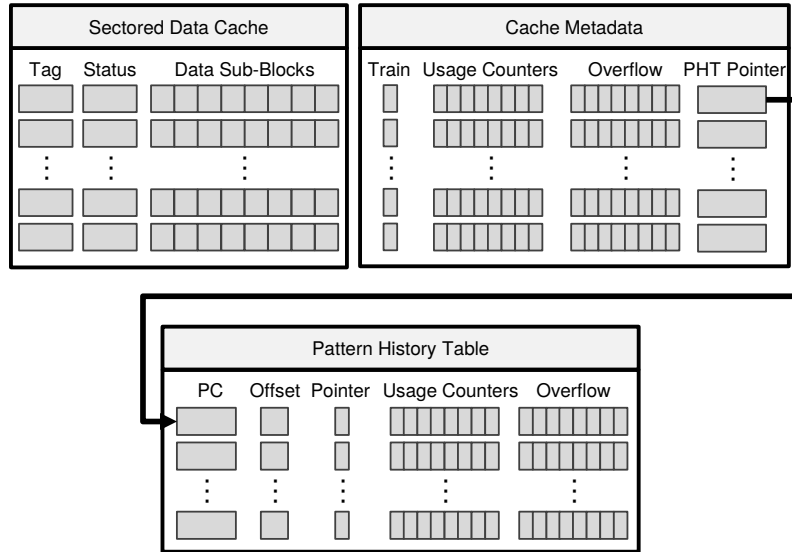 Sectored Data Cache
Tag Status Data Sub-Blocks
Cache Metadata
Train Usage Counters Overflow PHT Pointer
Pattern History Table
PC Offset Pointer Usage Counters Overflow